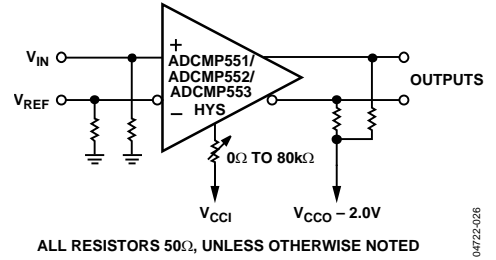 V_IN
+
ADCMP551/
ADCMP552/
ADCMP553
HYS
−
V_REF
OUTPUTS
0Ω TO 80kΩ
V_CCI
V_CCO – 2.0V
ALL RESISTORS 50Ω, UNLESS OTHERWISE NOTED
04722-026